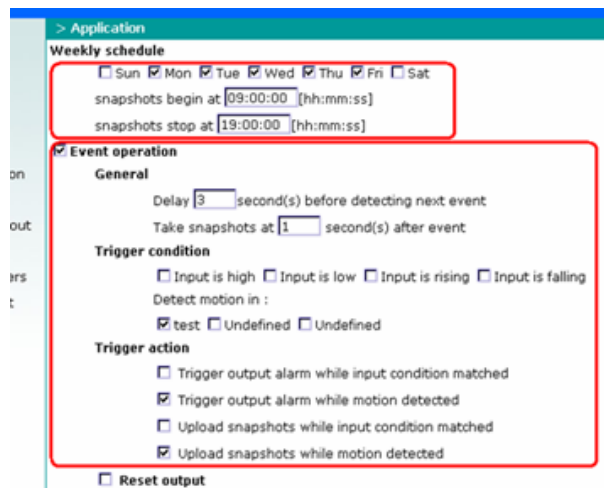 > Application
Weekly schedule
Sun Mon Tue Wed Thu Fri Sat
snapshots begin at 09:00:00 [hh:mm:ss]
snapshots stop at 19:00:00 [hh:mm:ss]
Event operation
on
General
Delay 3 second(s) before detecting next event
out
Take snapshots at 1 second(s) after event
Trigger condition
ers
Input is high Input is low Input is rising Input is falling
t
Detect motion in :
test Undefined Undefined
Trigger action
Trigger output alarm while input condition matched
Trigger output alarm while motion detected
Upload snapshots while input condition matched
Upload snapshots while motion detected
Reset output